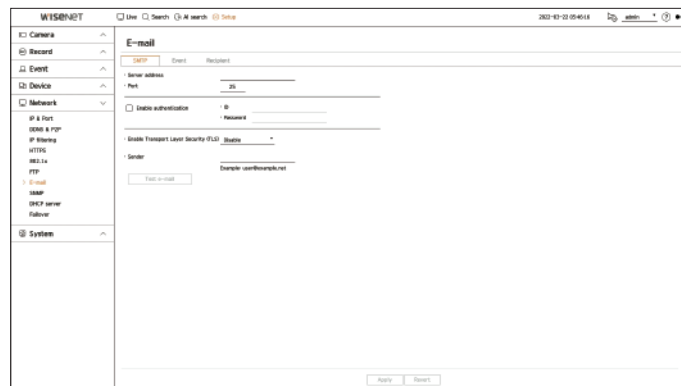 WISENET
Live Search AI search Setup
2022-03-22 05:46:10 admin
Camera
Record
Event
Device
Network
IP & Port
DDNS & P2P
IP filtering
HTTPS
802.1x
FTP
E-mail
SNMP
DHCP server
Failover
System
E-mail
SMTP Event Recipient
Server address
Port 25
Enable authentication ID
Password
Enable Transport Layer Security (TLS) Disable
Sender
Example: user@example.net
Test e-mail
Apply Revert